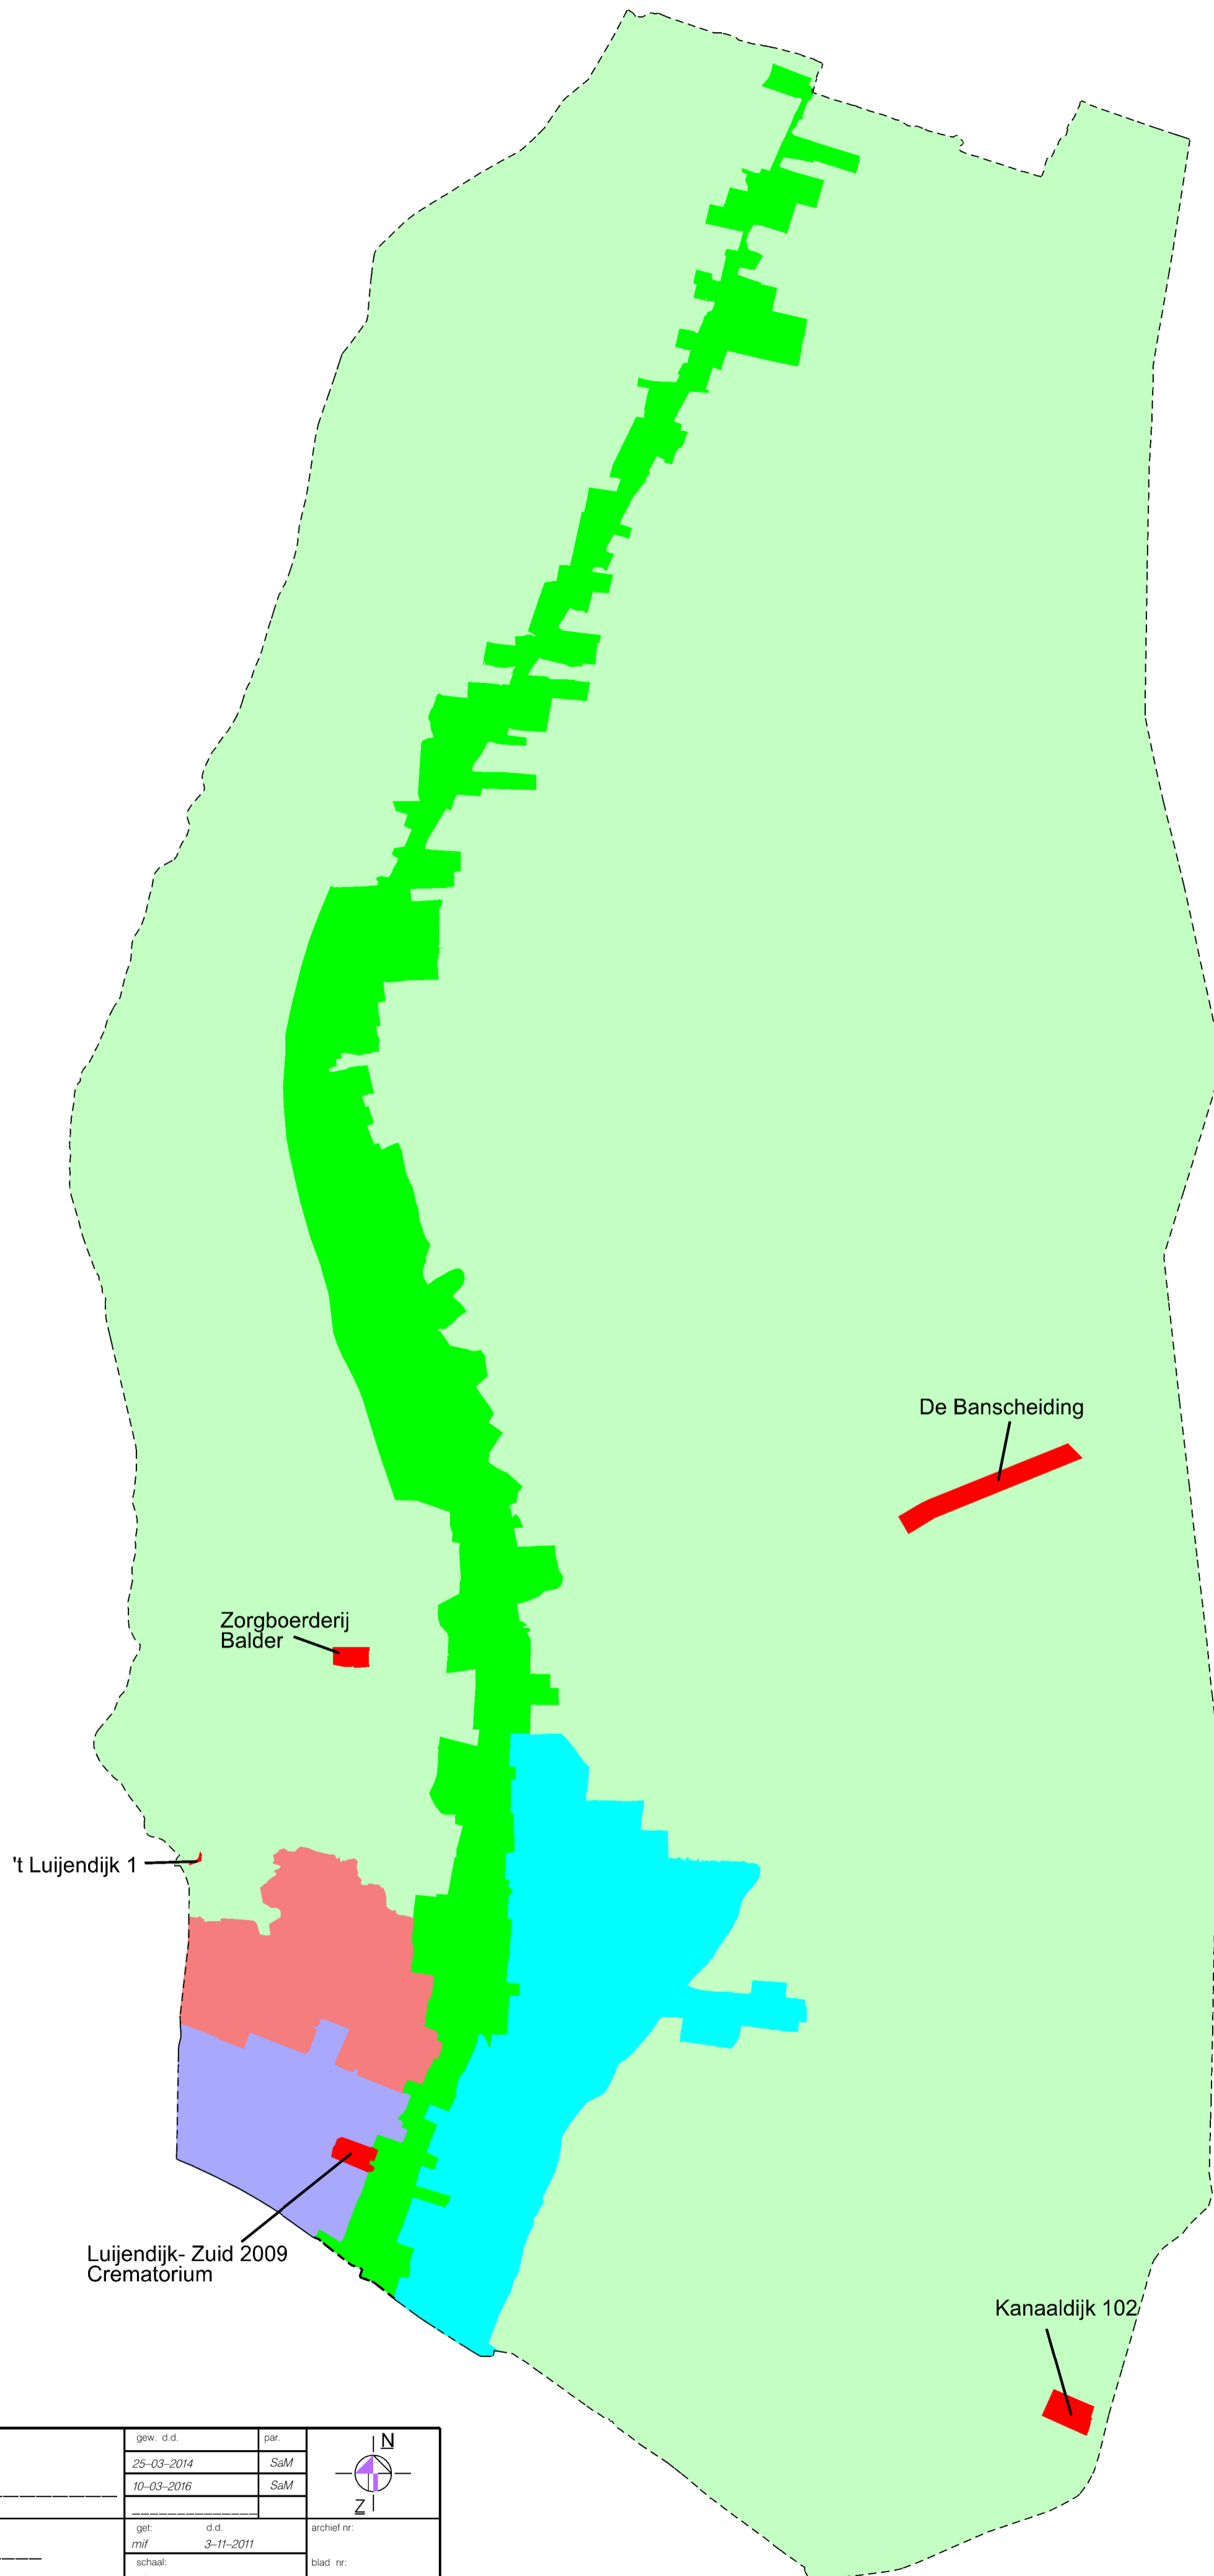 De Banscheiding
Zorgboerderij
Balder
't Luijendijk 1
Luijendijk- Zuid 2009
Crematorium
Kanaaldijk 102
gew. d.d.
par.
N
25-03-2014
SaM
10-03-2016
SaM
Z
get:
d.d.
archief nr:
mif
3-11-2011
schaal:
blad nr: